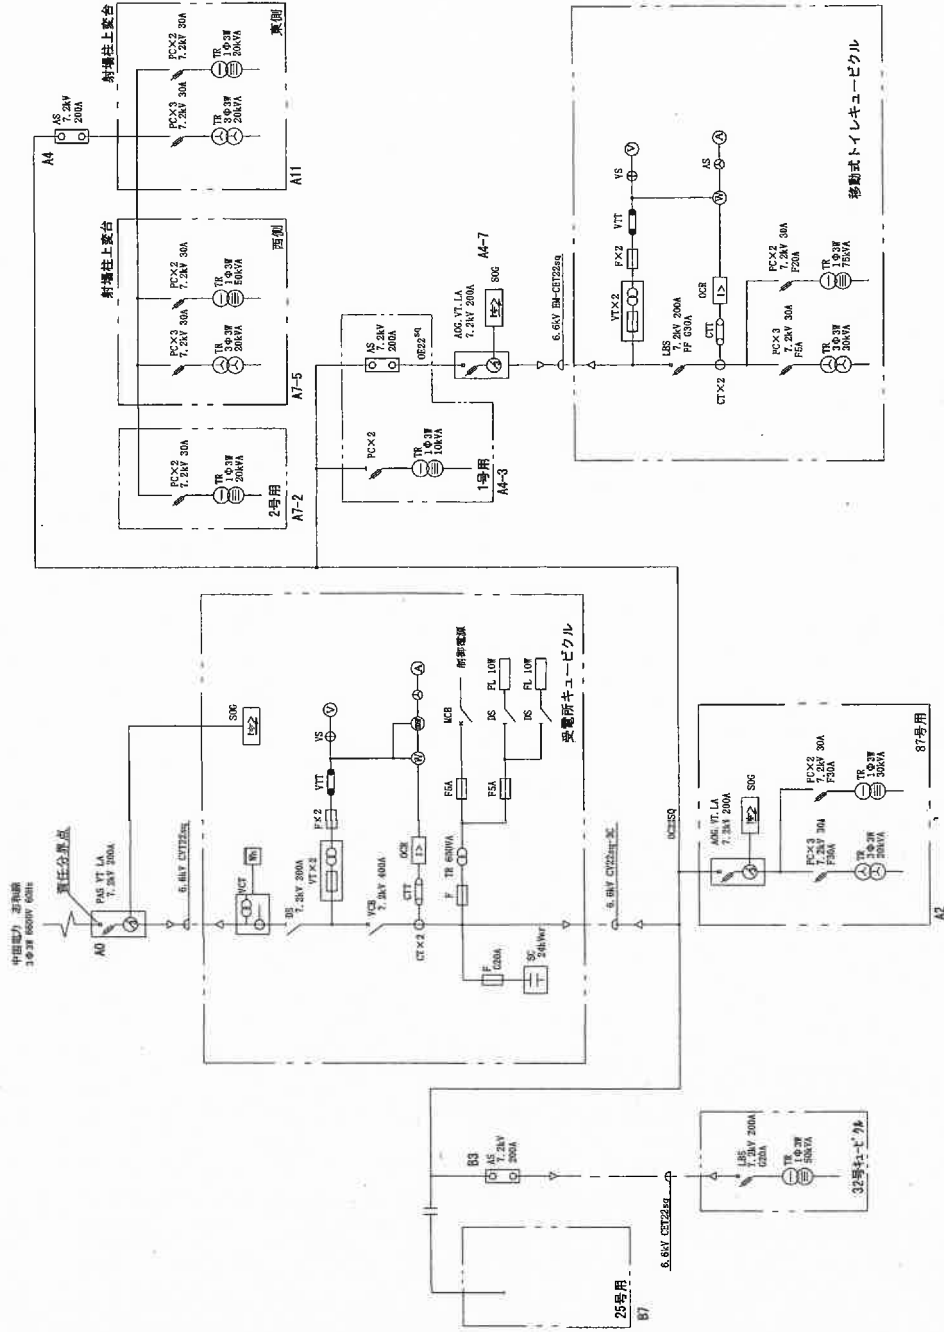 射場柱上変台
東側
PC×2
7.2kV 30A
TR
1Φ3W
20kVA
PC×3
7.2kV 30A
TR
3Φ3W
20kVA
A11
AS
7.2kV
200A
A4
射場柱上変台
西側
PC×2
7.2kV 30A
TR
1Φ3W
50kVA
PC×3
7.2kV 30A
TR
3Φ3W
20kVA
A7-5
PC×2
7.2kV 30A
TR
1Φ3W
20kVA
2号用
A7-2
AS
7.2kV
200A
OE22sq
PC×2
TR
1Φ3W
10kVA
1号用
A4-3
A4-7
AOG.VT.LA
7.2kV 200A
SOG
6.6kV EM-CET22sq
移動式トイレキュービクル
VT×2
F×2
VTT
VS
V
LBS
7.2kV 200A
PF G30A
CT×2
CTT
OCR
I>
W
AS
A
PC×2
7.2kV 30A
F20A
TR
1Φ3W
75kVA
PC×3
7.2kV 30A
F5A
TR
3Φ3W
30kVA
3Φ3W 6600V 60Hz
責任分界点
PAS VT LA
7.2kV 200A
A0
SOG
6.6kV CVT22sq
受電所キュービクル
VCT
Wh
DS
7.2kV 200A
VT×2
F×2
VTT
VS
V
VCB
7.2kV 400A
CT×2
CTT
OCR
I>
W
A
F
TR 600VA
F5A
MCB
制御電源
F5A
DS
FL 10W
DS
FL 10W
F
G20A
SC
24kVar
6.6kV CV22sq-3C
OC22SQ
87号用
AOG.VT.LA
7.2kV 200A
SOG
PC×2
7.2kV 30A
F30A
TR
1Φ3W
30kVA
PC×3
7.2kV 30A
F30A
TR
3Φ3W
20kVA
A2
B3
AS
7.2kV
200A
6.6kV CET22sq
LBS
7.2kV 200A
G20A
TR
1Φ3W
50kVA
32号キュービクル
25号用
B7